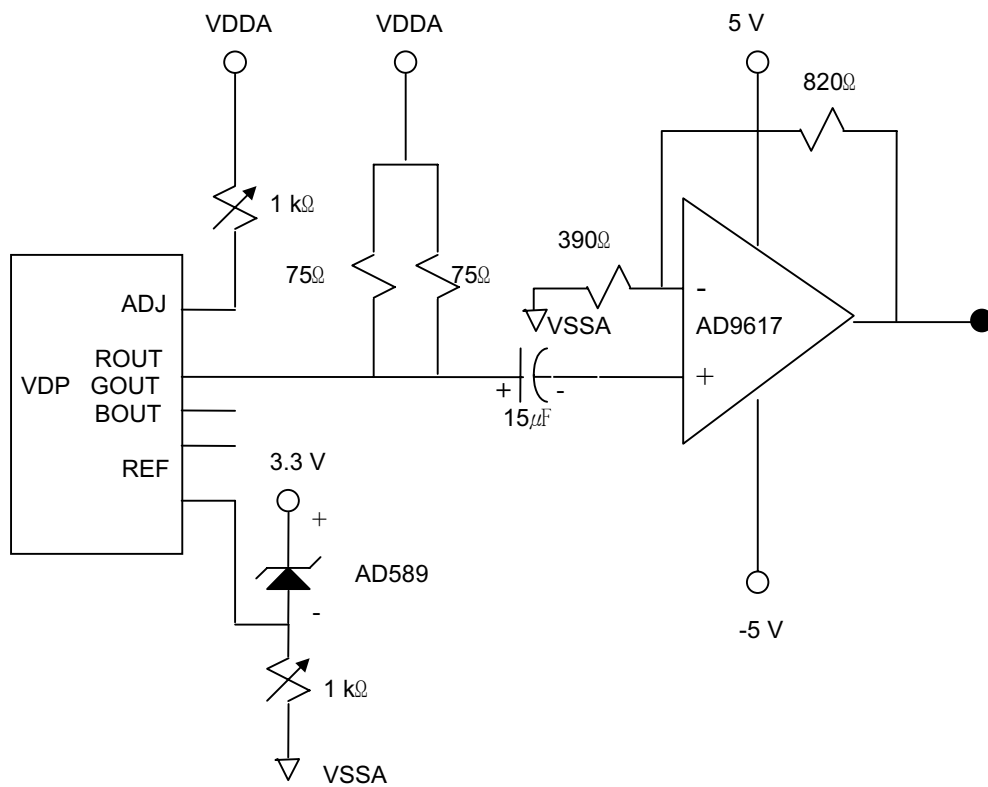 VDDA
VDDA
5 V
820Ω
1 kΩ
390Ω
75Ω
75Ω
ADJ
-
VSSA
AD9617
ROUT
VDP
GOUT
+
+
-
BOUT
15μF
REF
3.3 V
+
AD589
-
-5 V
1 kΩ
VSSA